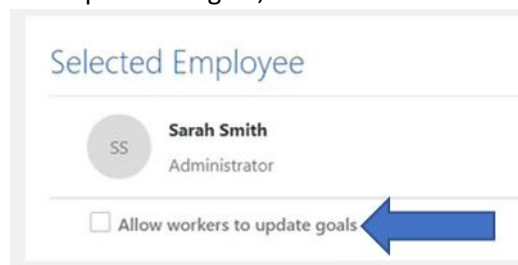 Selected Employee
SS
Sarah Smith
Administrator
Allow workers to update goals